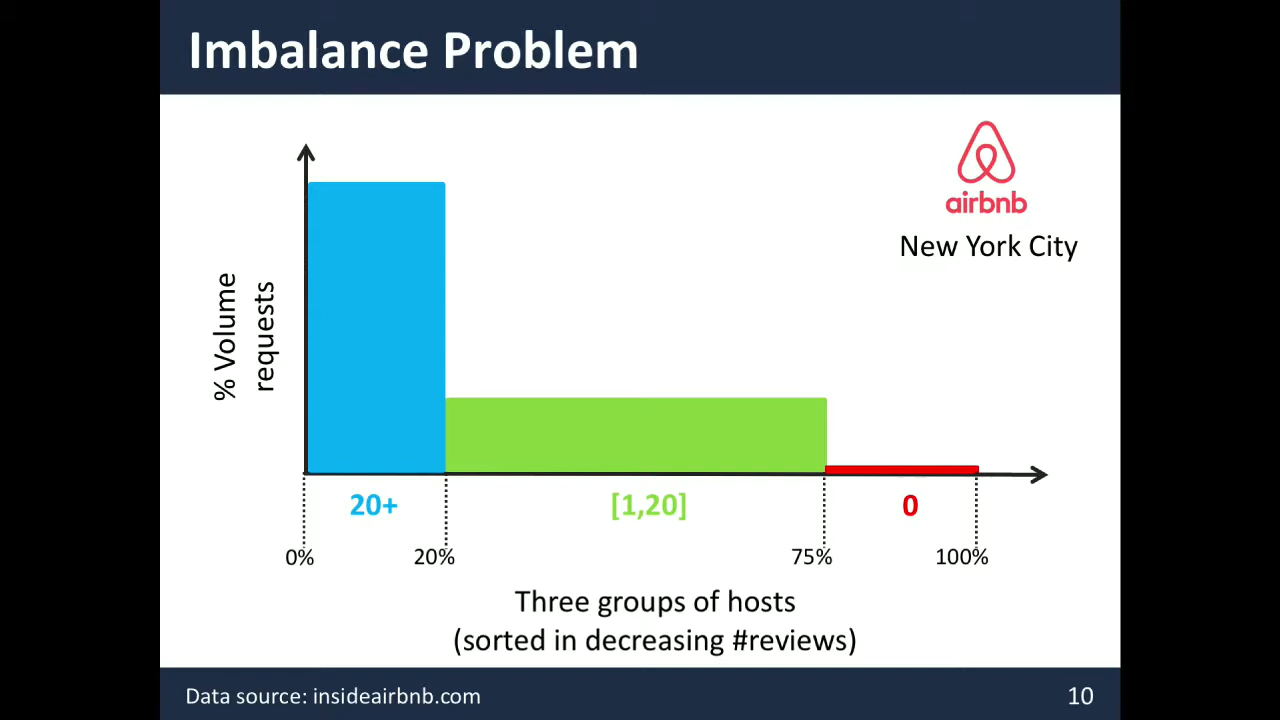 Imbalance Problem
airbnb
New York City
% Volume
requests
20+
[1,20]
0
0%
20%
75%
100%
Three groups of hosts
(sorted in decreasing #reviews)
Data source: insideairbnb.com
10